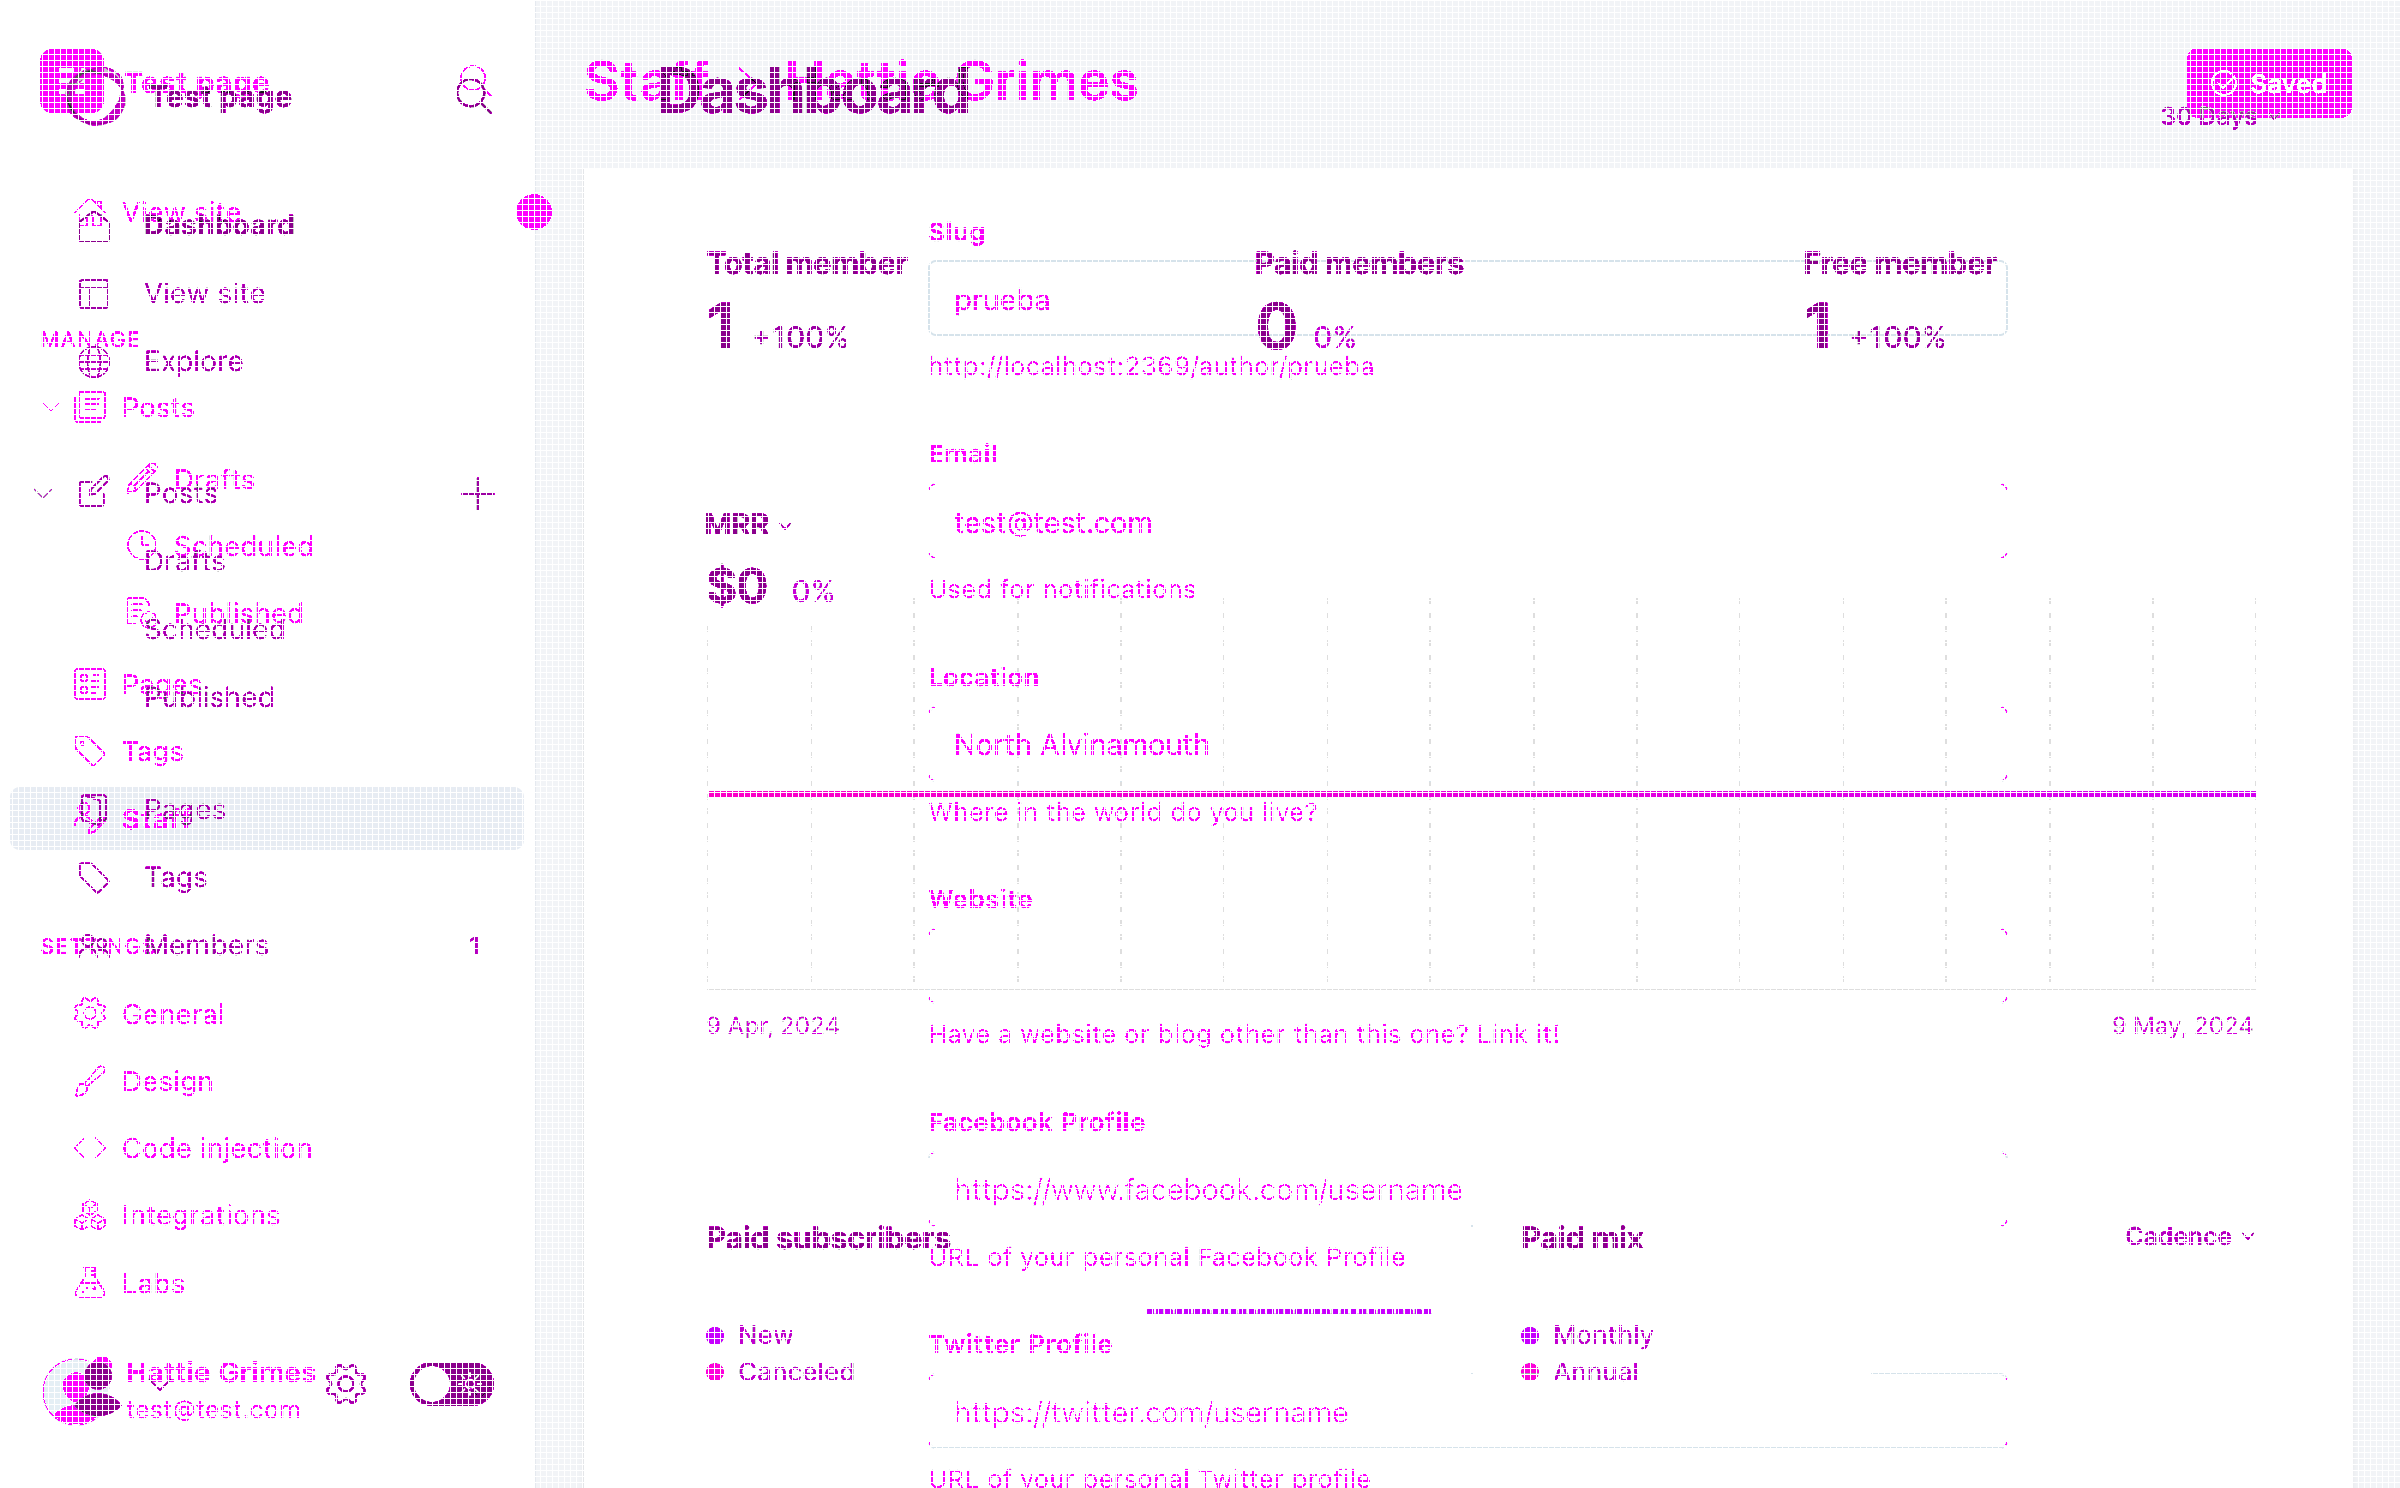 Test page
Test page
Staff › Hattie Grimes
Dashboard
Saved
30 Days
View site
Dashboard
Slug
Total member
Paid members
Free member
View site
prueba
1 +100%
0 0%
1 +100%
MANAGE
Explore
http://localhost:2369/author/prueba
Posts
Email
Drafts
Posts
test@test.com
MRR
Scheduled
Drafts
$0 0%
Used for notifications
Published
Scheduled
Location
Pages
Published
Tags
North Alvinamouth
Pages
Staff
Where in the world do you live?
Tags
Website
SETTINGS
Members 1
General
9 Apr, 2024
Have a website or blog other than this one? Link it!
9 May, 2024
Design
Facebook Profile
Code injection
https://www.facebook.com/username
Integrations
Paid subscribers
Paid mix
Cadence
URL of your personal Facebook Profile
Labs
New
Twitter Profile
Monthly
Hattie Grimes
Canceled
Annual
test@test.com
https://twitter.com/username
URL of your personal Twitter profile